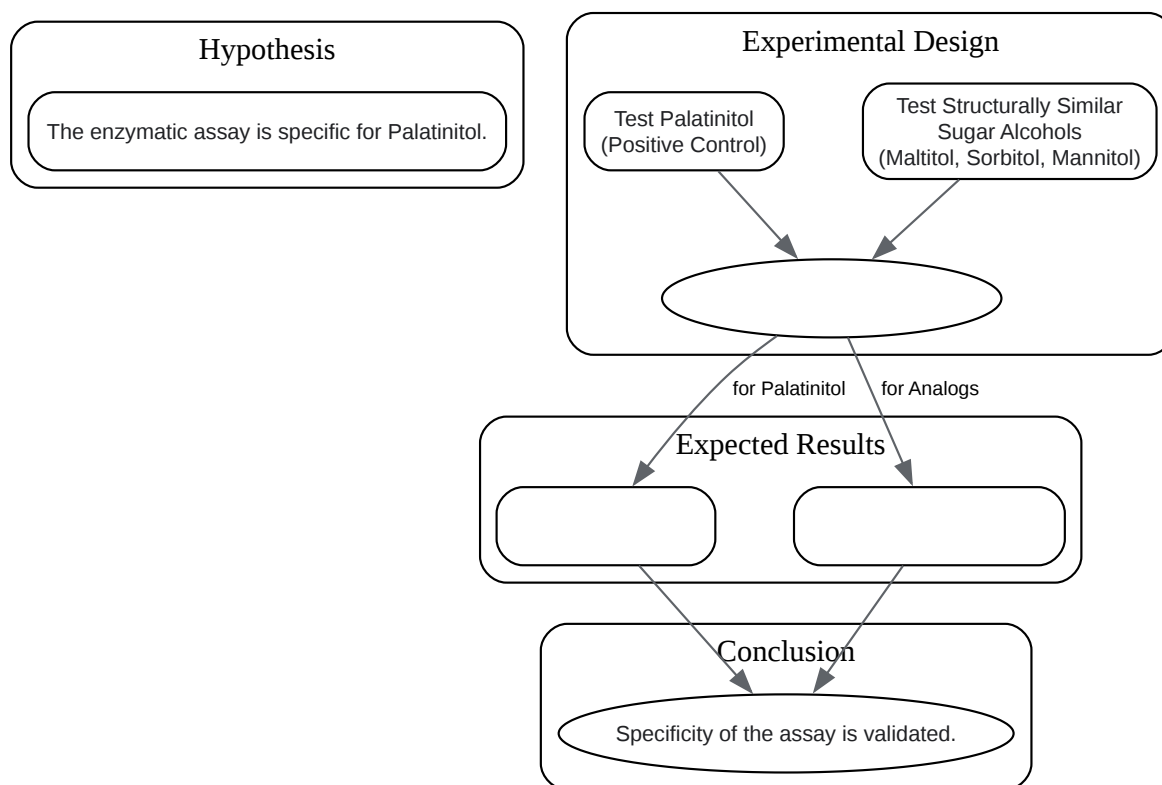 Hypothesis
The enzymatic assay is specific for Palatinitol.
Experimental Design
Test Palatinitol
(Positive Control)
Test Structurally Similar
Sugar Alcohols
(Maltitol, Sorbitol, Mannitol)
for Palatinitol
for Analogs
Expected Results
Conclusion
Specificity of the assay is validated.